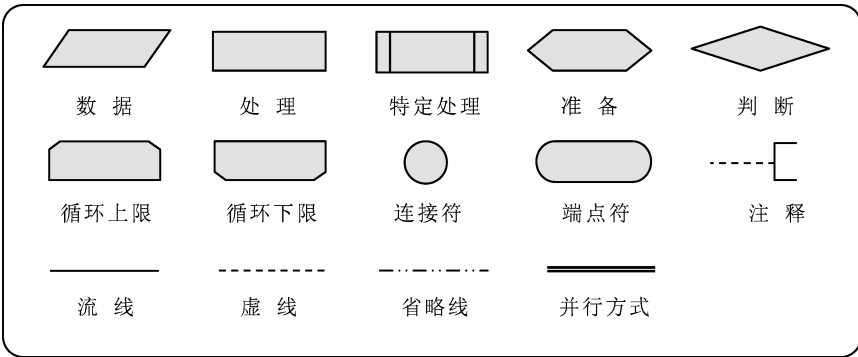 数 据 处 理 特定处理 准 备 判 断
循环上限 循环下限 连接符 端点符 注 释
流 线 虚 线 省略线 并行方式